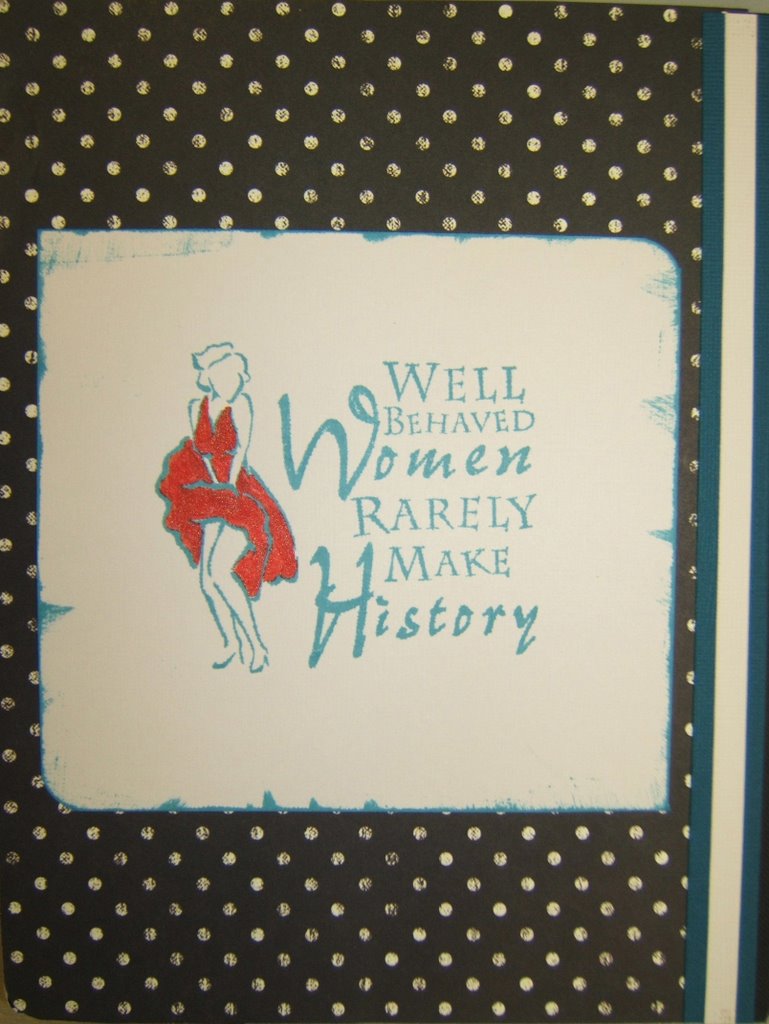 WELL
BEHAVED
Women
RARELY
MAKE
History